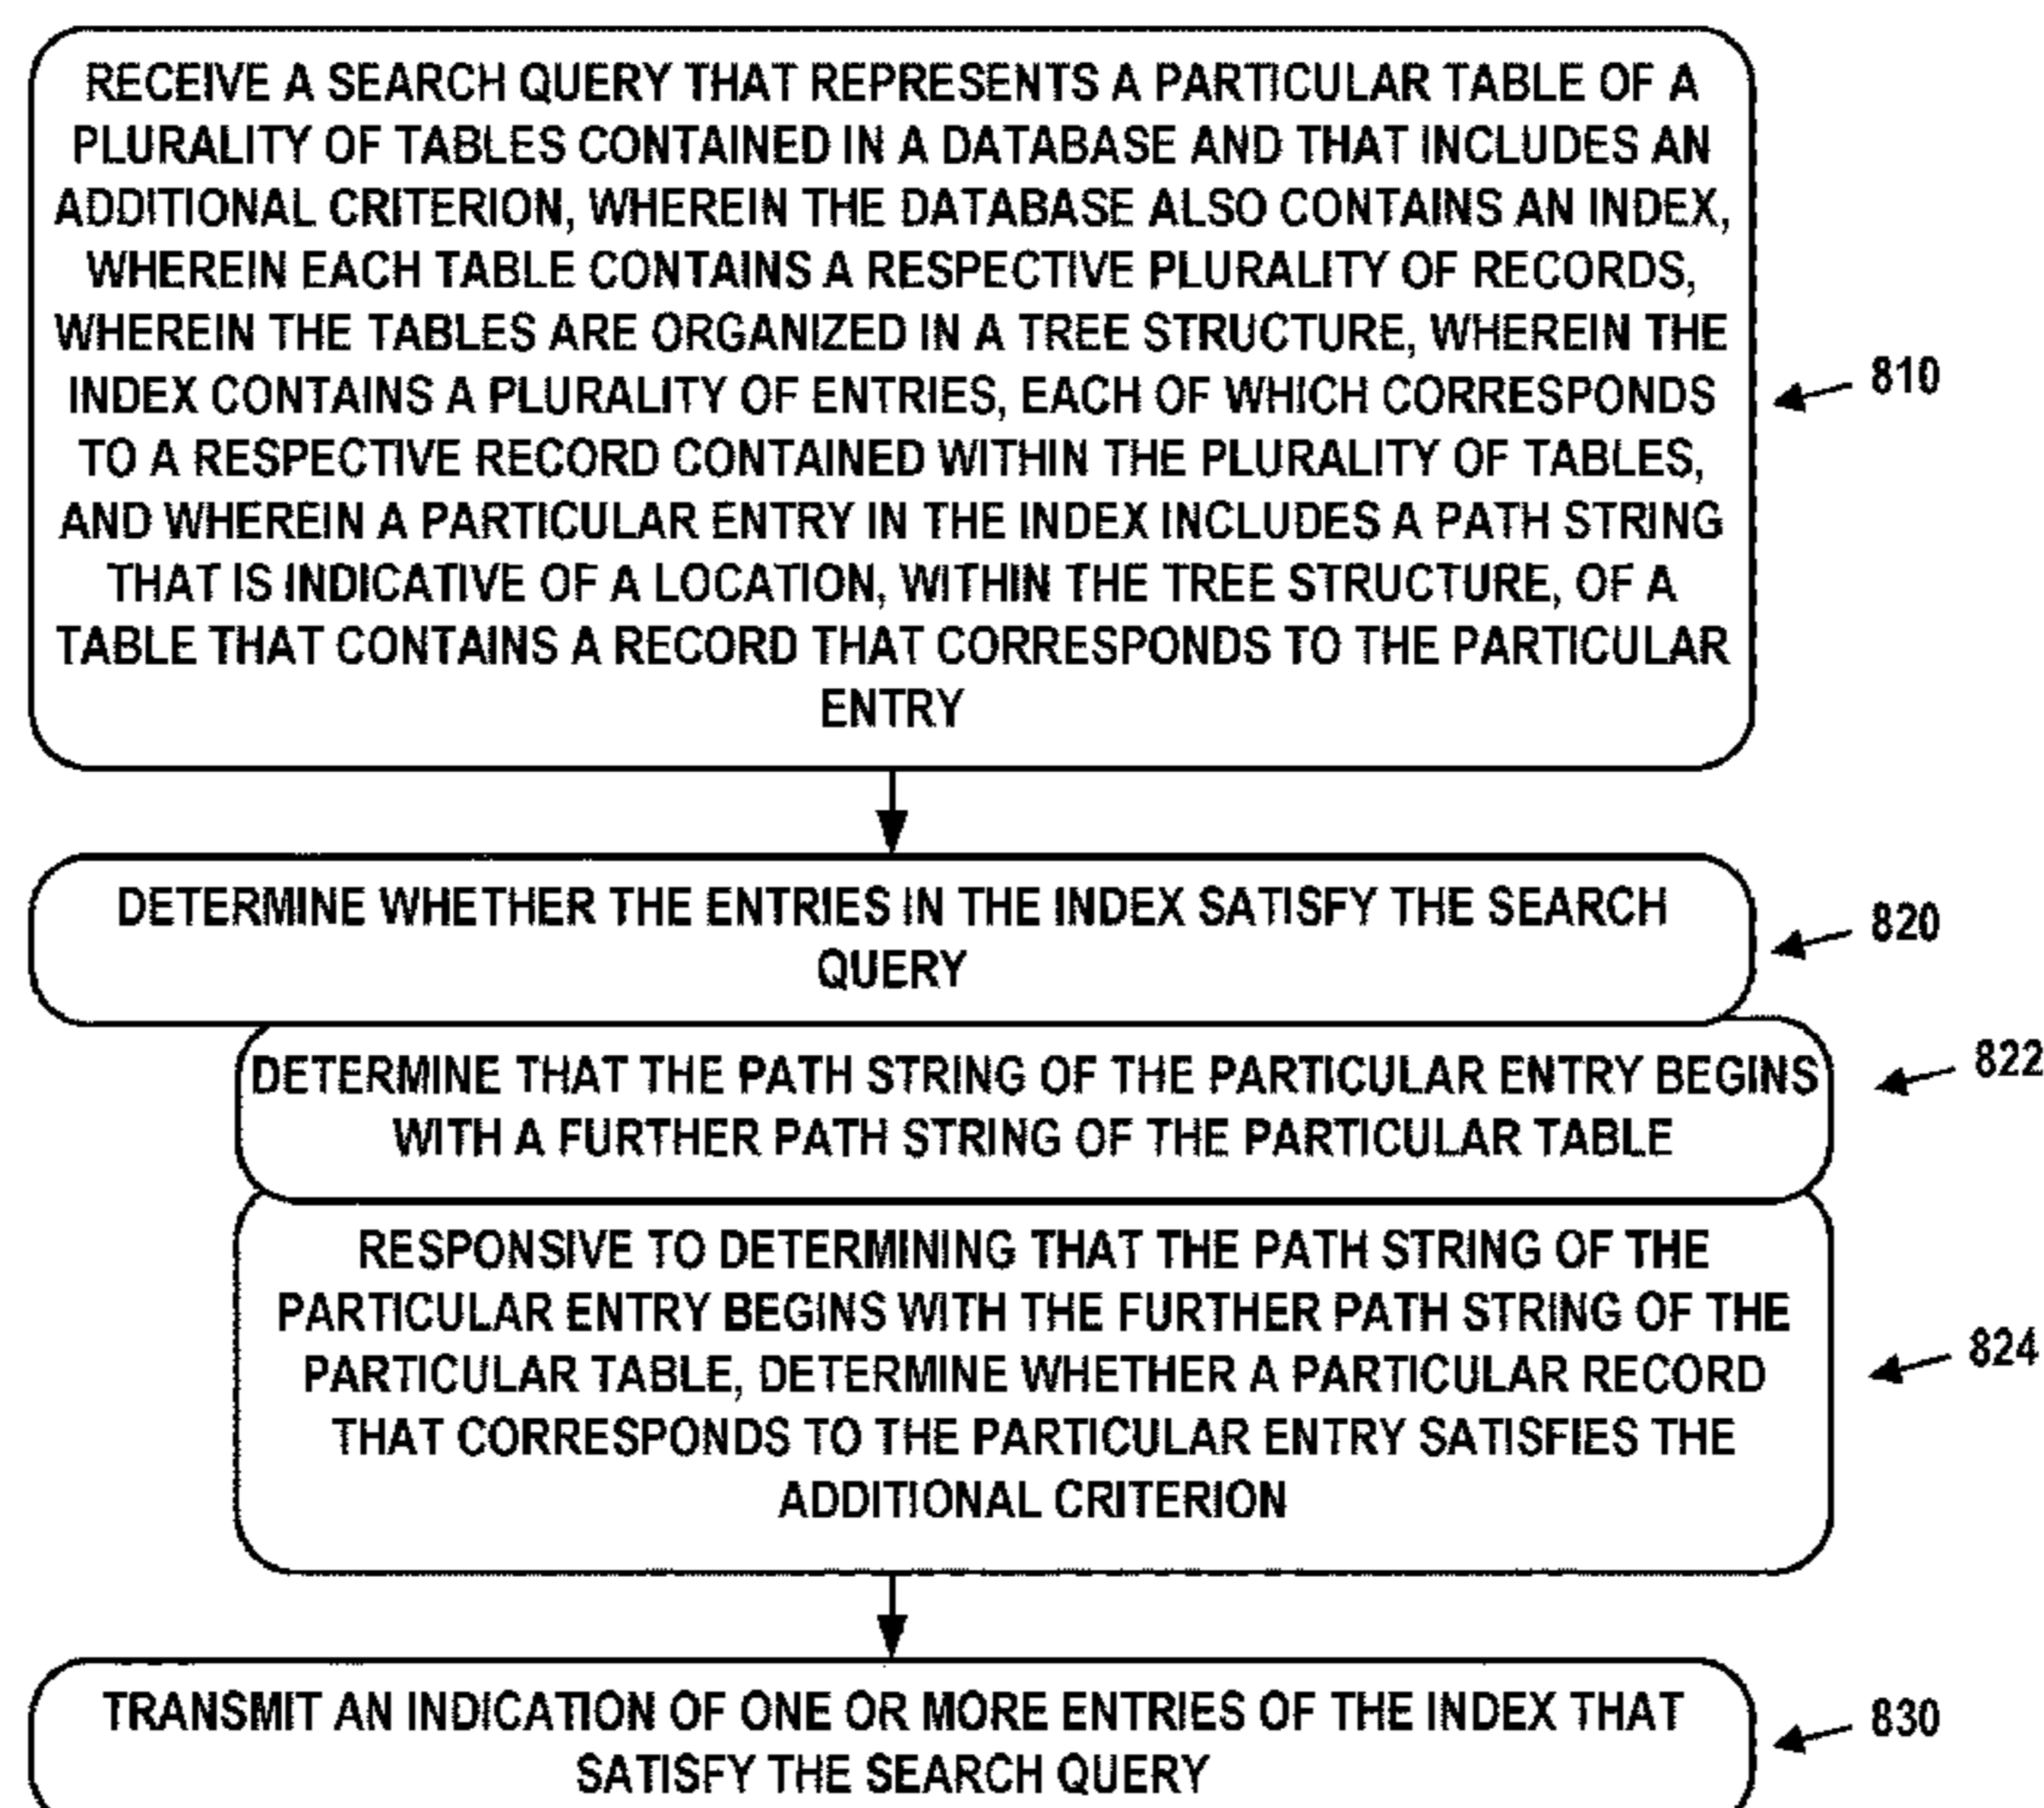 RECEIVE A SEARCH QUERY THAT REPRESENTS A PARTICULAR TABLE OF A
PLURALITY OF TABLES CONTAINED IN A DATABASE AND THAT INCLUDES AN
ADDITIONAL CRITERION, WHEREIN THE DATABASE ALSO CONTAINS AN INDEX,
WHEREIN EACH TABLE CONTAINS A RESPECTIVE PLURALITY OF RECORDS,
WHEREIN THE TABLES ARE ORGANIZED IN A TREE STRUCTURE, WHEREIN THE
INDEX CONTAINS A PLURALITY OF ENTRIES, EACH OF WHICH CORRESPONDS
TO A RESPECTIVE RECORD CONTAINED WITHIN THE PLURALITY OF TABLES,
AND WHEREIN A PARTICULAR ENTRY IN THE INDEX INCLUDES A PATH STRING
THAT IS INDICATIVE OF A LOCATION, WITHIN THE TREE STRUCTURE, OF A
TABLE THAT CONTAINS A RECORD THAT CORRESPONDS TO THE PARTICULAR
ENTRY
810
DETERMINE WHETHER THE ENTRIES IN THE INDEX SATISFY THE SEARCH
QUERY
820
DETERMINE THAT THE PATH STRING OF THE PARTICULAR ENTRY BEGINS
WITH A FURTHER PATH STRING OF THE PARTICULAR TABLE
822
RESPONSIVE TO DETERMINING THAT THE PATH STRING OF THE
PARTICULAR ENTRY BEGINS WITH THE FURTHER PATH STRING OF THE
PARTICULAR TABLE, DETERMINE WHETHER A PARTICULAR RECORD
THAT CORRESPONDS TO THE PARTICULAR ENTRY SATISFIES THE
ADDITIONAL CRITERION
824
TRANSMIT AN INDICATION OF ONE OR MORE ENTRIES OF THE INDEX THAT
SATISFY THE SEARCH QUERY
830